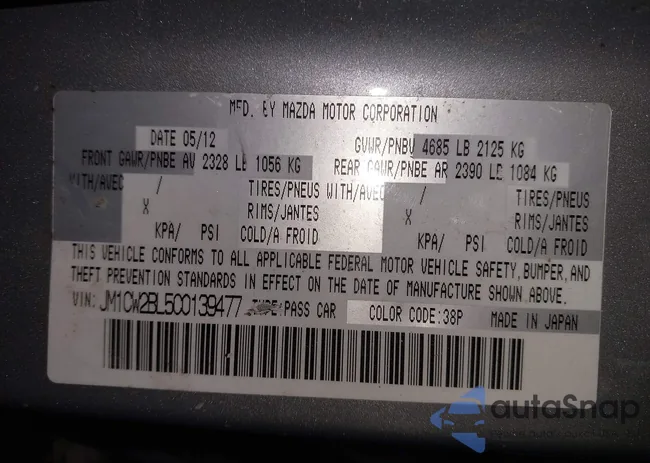 MFD. BY MAZDA MOTOR CORPORATION
DATE 05/12 GVWR/PNBV 4685 LB 2125 KG
FRONT GAWR/PNBE AV 2328 LB 1056 KG REAR GAWR/PNBE AR 2390 LB 1084 KG
WITH/AVEC / TIRES/PNEUS WITH/AVEC / TIRES/PNEUS
X RIMS/JANTES X RIMS/JANTES
KPA/ PSI COLD/A FROID KPA/ PSI COLD/A FROID
THIS VEHICLE CONFORMS TO ALL APPLICABLE FEDERAL MOTOR VEHICLE SAFETY, BUMPER, AND
THEFT PREVENTION STANDARDS IN EFFECT ON THE DATE OF MANUFACTURE SHOWN ABOVE.
VIN: JM1CW2BL5C0139477 TYPE: PASS CAR COLOR CODE: 38P MADE IN JAPAN
autaSnap